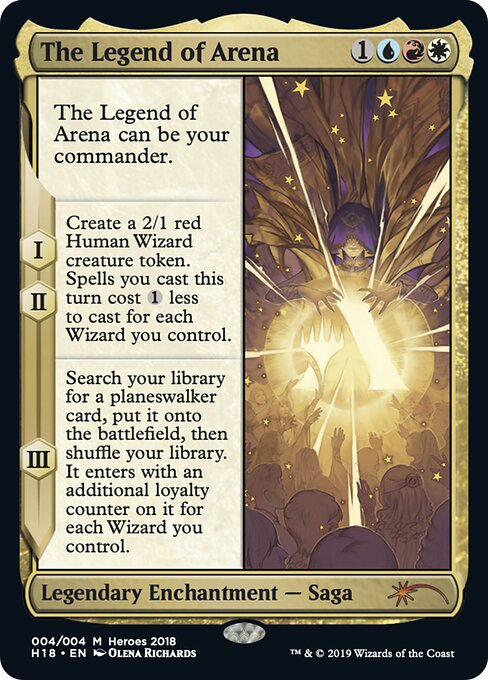 The Legend of Arena 1
The Legend of
Arena can be your
commander.
I
II
Create a 2/1 red
Human Wizard
creature token.
Spells you cast this
turn cost 1 less
to cast for each
Wizard you control.
III
Search your library
for a planeswalker
card, put it onto
the battlefield, then
shuffle your library.
It enters with an
additional loyalty
counter on it for
each Wizard you
control.
Legendary Enchantment — Saga
004/004 M Heroes 2018
H18 • EN Olena Richards
™ & © 2019 Wizards of the Coast